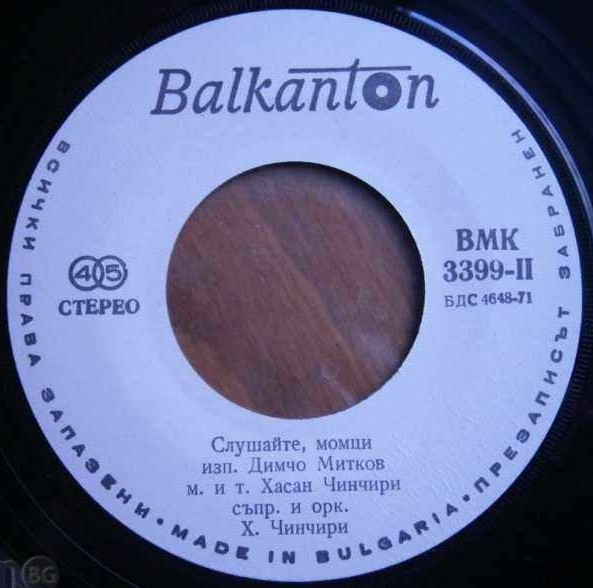 Balkanton
45
СТЕРЕО
ВМК
3399-II
БДС 4648-71
Слушайте, момци
изп. Димчо Митков
м. и т. Хасан Чинчири
съпр. и орк.
Х. Чинчири
ВСИЧКИ ПРАВА ЗАПАЗЕНИ • MADE IN BULGARIA • ПРЕЗАПИСЪТ ЗАБРАНЕН
BG